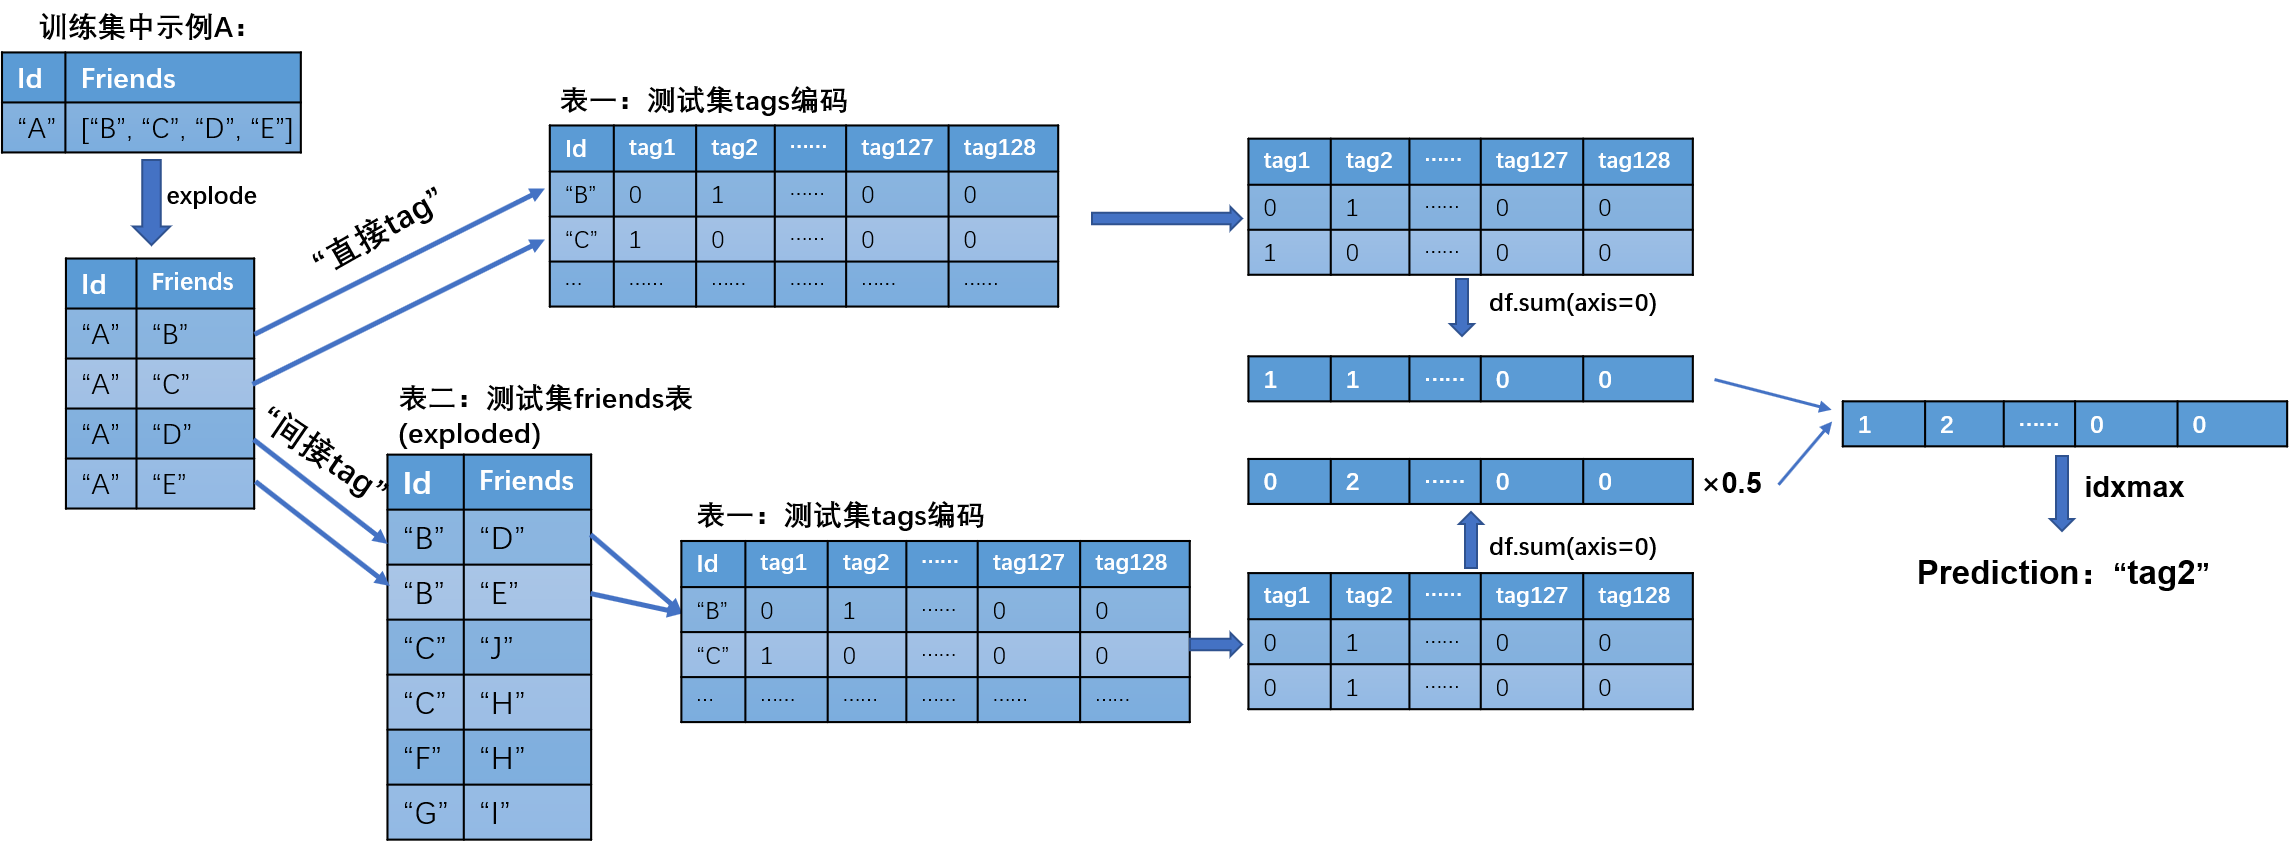 训练集中示例A：
Id Friends
“A” [“B”, “C”, “D”, “E”]
explode
Id Friends
“A” “B”
“A” “C”
“A” “D”
“A” “E”
“直接tag”
“间接tag”
表一：测试集tags编码
Id tag1 tag2 …… tag127 tag128
“B” 0 1 …… 0 0
“C” 1 0 …… 0 0
… …… …… …… …… ……
表二：测试集friends表
(exploded)
Id Friends
“B” “D”
“B” “E”
“C” “J”
“C” “H”
“F” “H”
“G” “I”
表一：测试集tags编码
Id tag1 tag2 …… tag127 tag128
“B” 0 1 …… 0 0
“C” 1 0 …… 0 0
… …… …… …… …… ……
tag1 tag2 …… tag127 tag128
0 1 …… 0 0
1 0 …… 0 0
df.sum(axis=0)
1 1 …… 0 0
0 2 …… 0 0 ×0.5
df.sum(axis=0)
tag1 tag2 …… tag127 tag128
0 1 …… 0 0
0 1 …… 0 0
1 2 …… 0 0
idxmax
Prediction：“tag2”